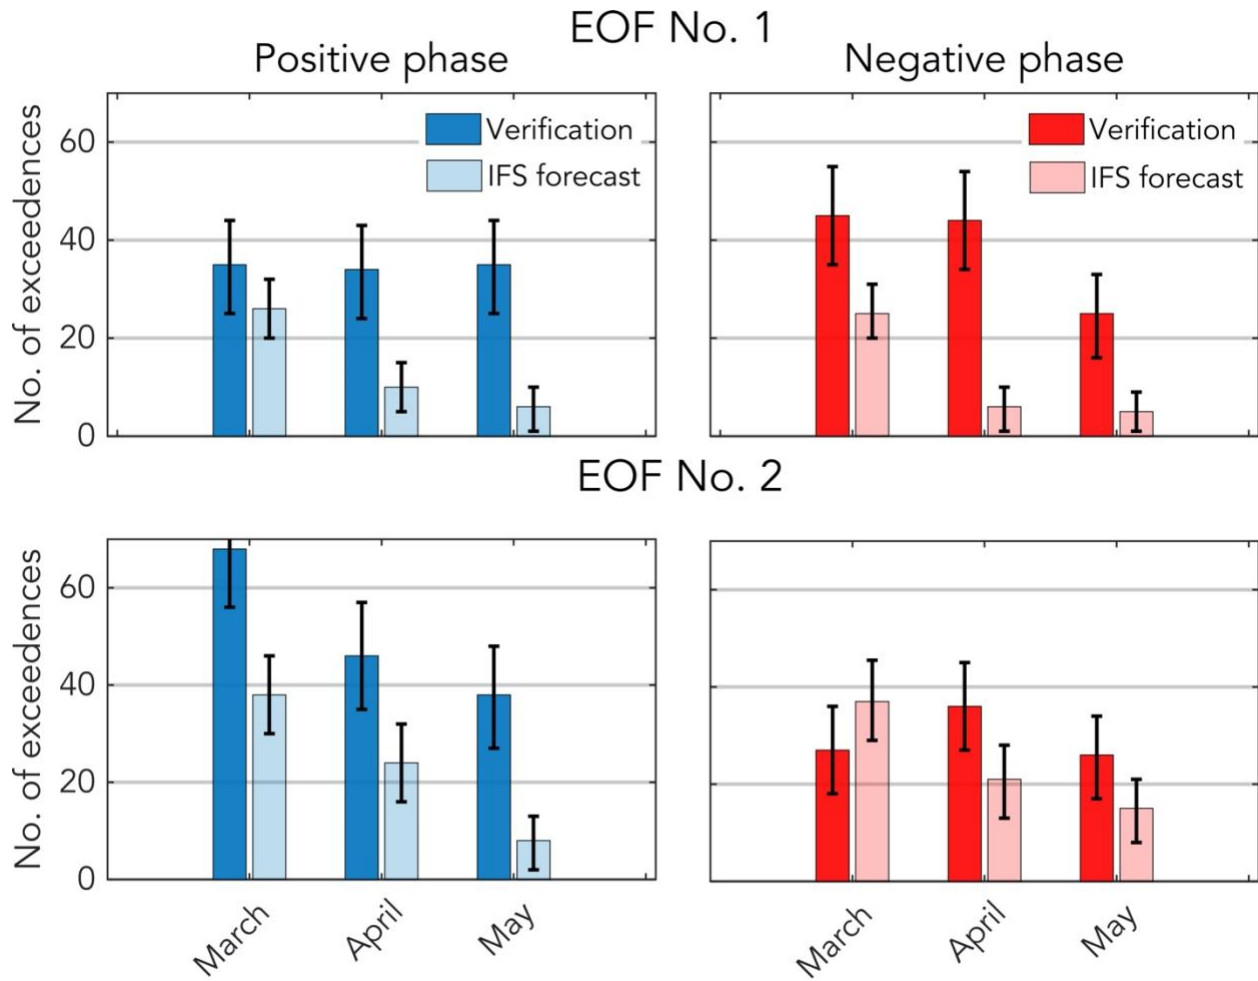 EOF No. 1
Positive phase
Negative phase
No. of exceedences
60
40
20
0
Verification
IFS forecast
Verification
IFS forecast
EOF No. 2
No. of exceedences
60
40
20
0
March
April
May
March
April
May